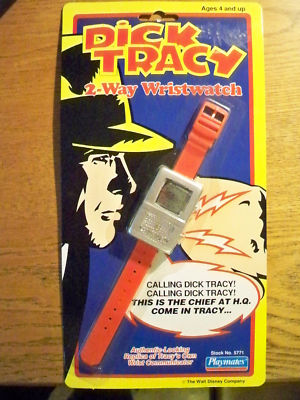 Ages 4 and up
DICK
TRACY
2-Way Wristwatch
CALLING DICK TRACY!
CALLING DICK TRACY!
THIS IS THE CHIEF AT H.Q.
COME IN TRACY...
Authentic-Looking
Replica of Tracy's Own
Wrist Communicator
Stock No. 5771
Playmates
© The Walt Disney Company